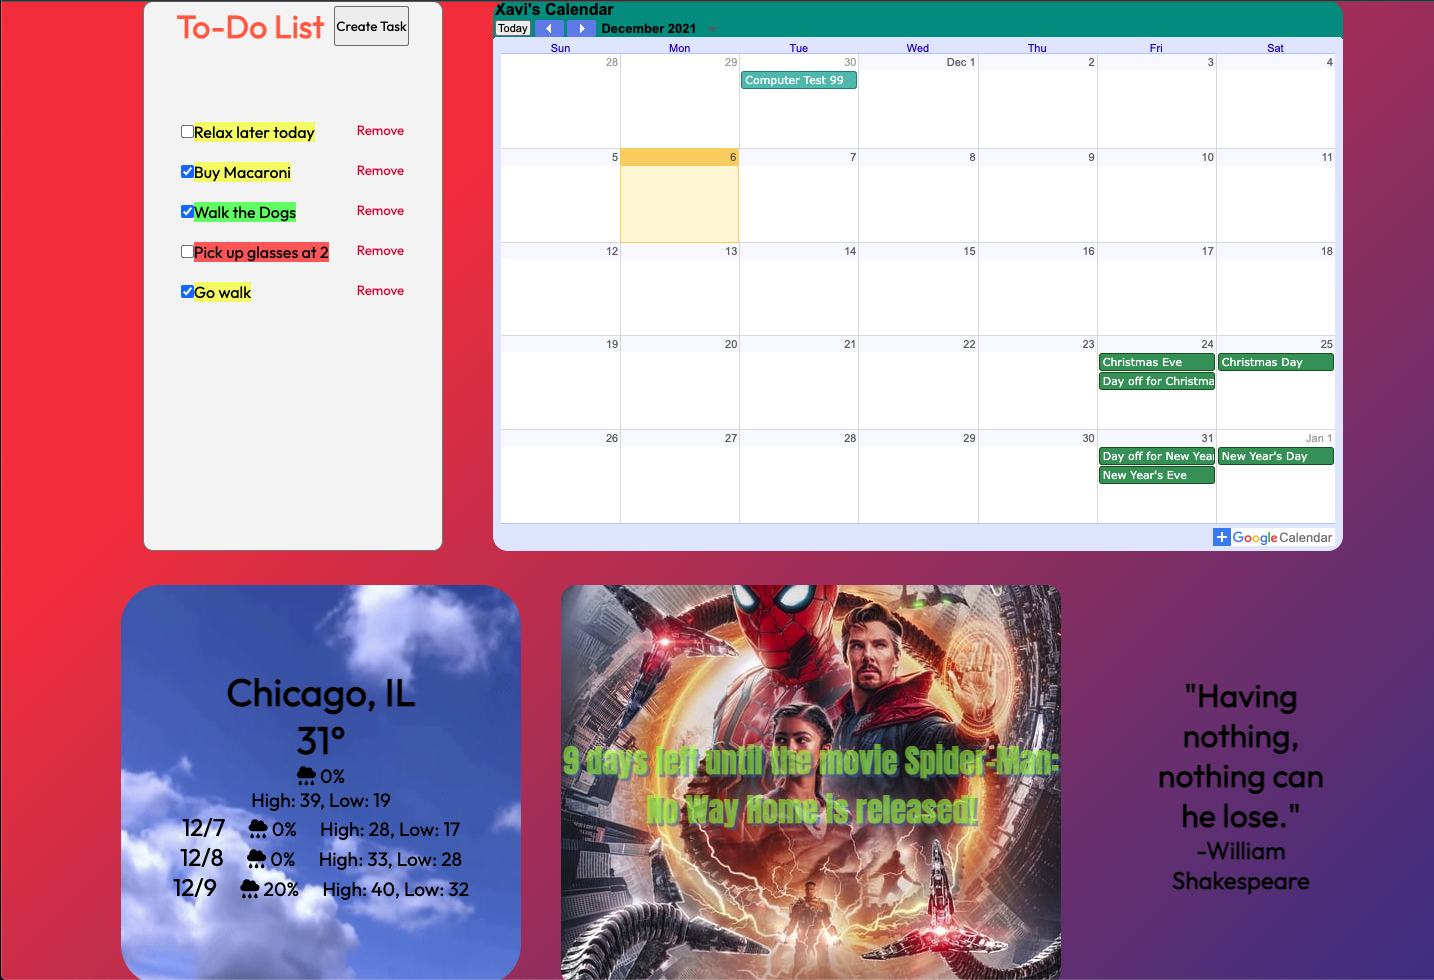 To-Do List
Create Task
Relax later today Remove
Buy Macaroni Remove
Walk the Dogs Remove
Pick up glasses at 2 Remove
Go walk Remove
Xavi's Calendar
Today December 2021
Sun Mon Tue Wed Thu Fri Sat
28 29 30 Dec 1 2 3 4
Computer Test 99
5 6 7 8 9 10 11
12 13 14 15 16 17 18
19 20 21 22 23 24 25
Christmas Eve Christmas Day
Day off for Christma
26 27 28 29 30 31 Jan 1
Day off for New Yea New Year's Day
New Year's Eve
Google Calendar
Chicago, IL
31°
0%
High: 39, Low: 19
12/7 0% High: 28, Low: 17
12/8 0% High: 33, Low: 28
12/9 20% High: 40, Low: 32
9 days left until the movie Spider-Man:
No Way Home is released!
"Having
nothing,
nothing can
he lose."
-William
Shakespeare